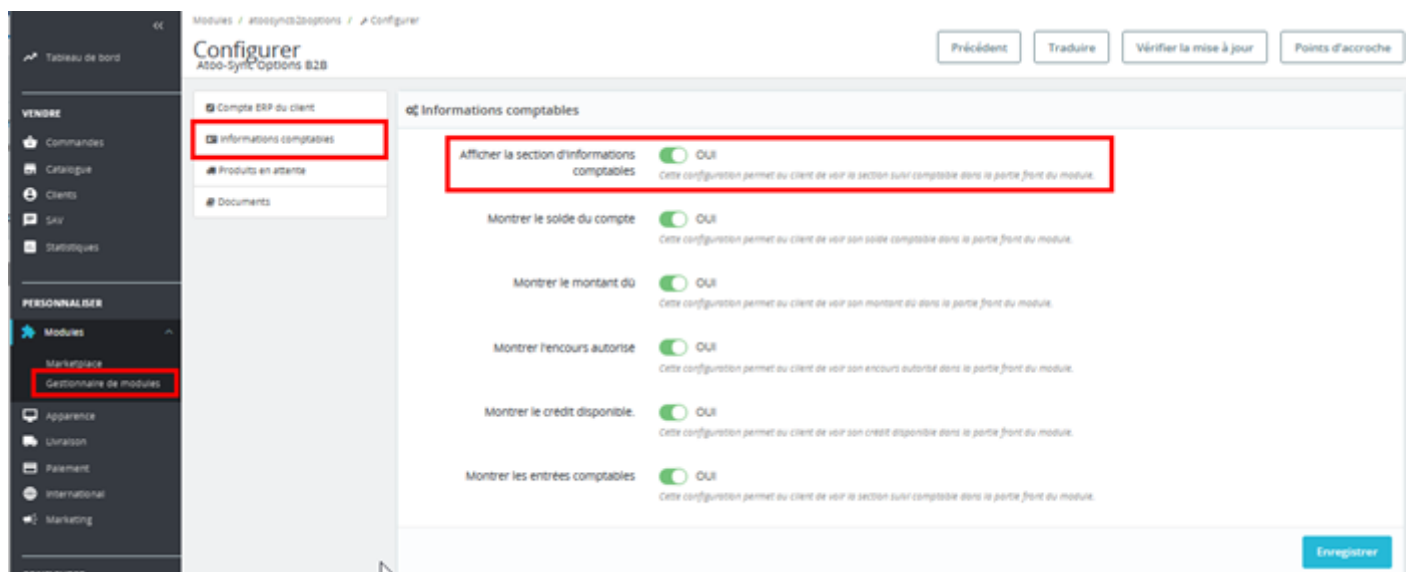 Modules / atoosyncb2boptions / Configurer
Configurer
Atoo-Sync Options B2B
Précédent
Traduire
Vérifier la mise à jour
Points d'accroche
Tableau de bord
VENDRE
Commandes
Catalogue
Clients
SAV
Statistiques
PERSONNALISER
Modules
Marketplace
Gestionnaire de modules
Apparence
Livraison
Paiement
International
Marketing
Compte ERP du client
Informations comptables
Produits en attente
Documents
Informations comptables
Afficher la section d'informations
comptables
OUI
Cette configuration permet au client de voir la section suivi comptable dans la partie front du module.
Montrer le solde du compte
OUI
Cette configuration permet au client de voir son solde comptable dans la partie front du module.
Montrer le montant dû
OUI
Cette configuration permet au client de voir son montant dû dans la partie front du module.
Montrer l'encours autorisé
OUI
Cette configuration permet au client de voir son encours autorisé dans la partie front du module.
Montrer le crédit disponible.
OUI
Cette configuration permet au client de voir son crédit disponible dans la partie front du module.
Montrer les entrées comptables
OUI
Cette configuration permet au client de voir la section suivi comptable dans la partie front du module.
Enregistrer